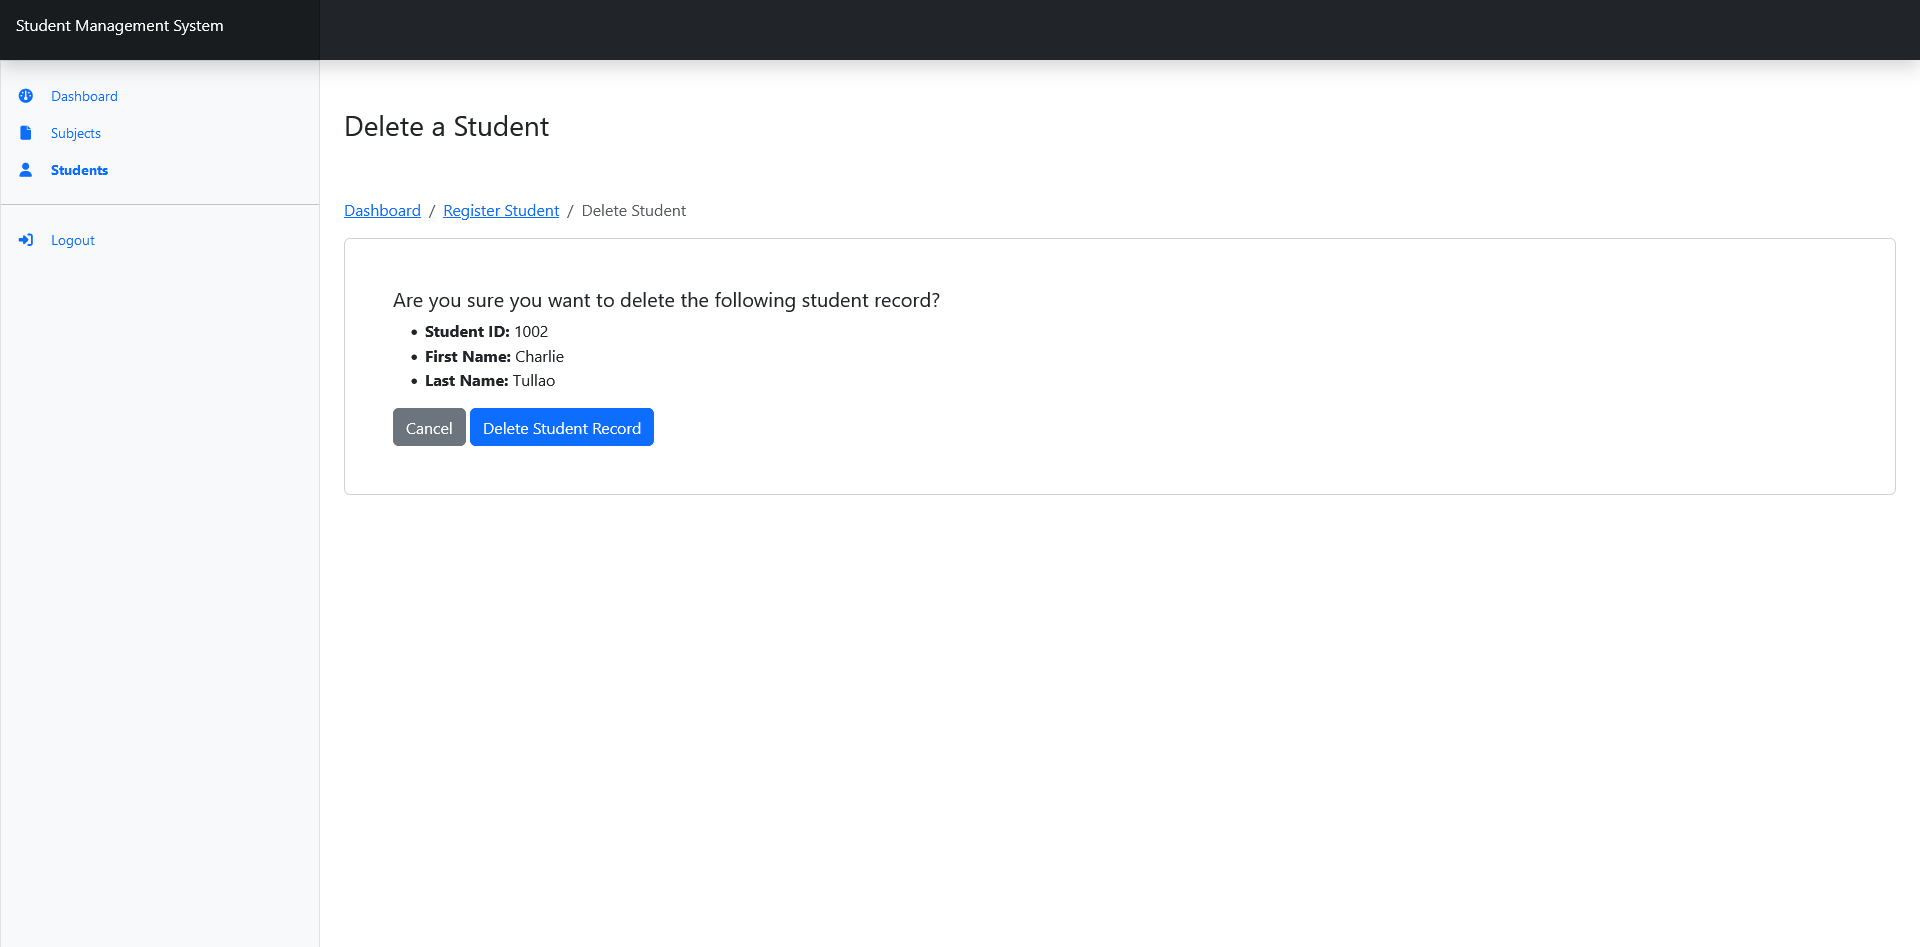 Student Management System
Dashboard
Subjects
Students
Logout
Delete a Student
Dashboard / Register Student / Delete Student
Are you sure you want to delete the following student record?
• Student ID: 1002
• First Name: Charlie
• Last Name: Tullao
Cancel Delete Student Record